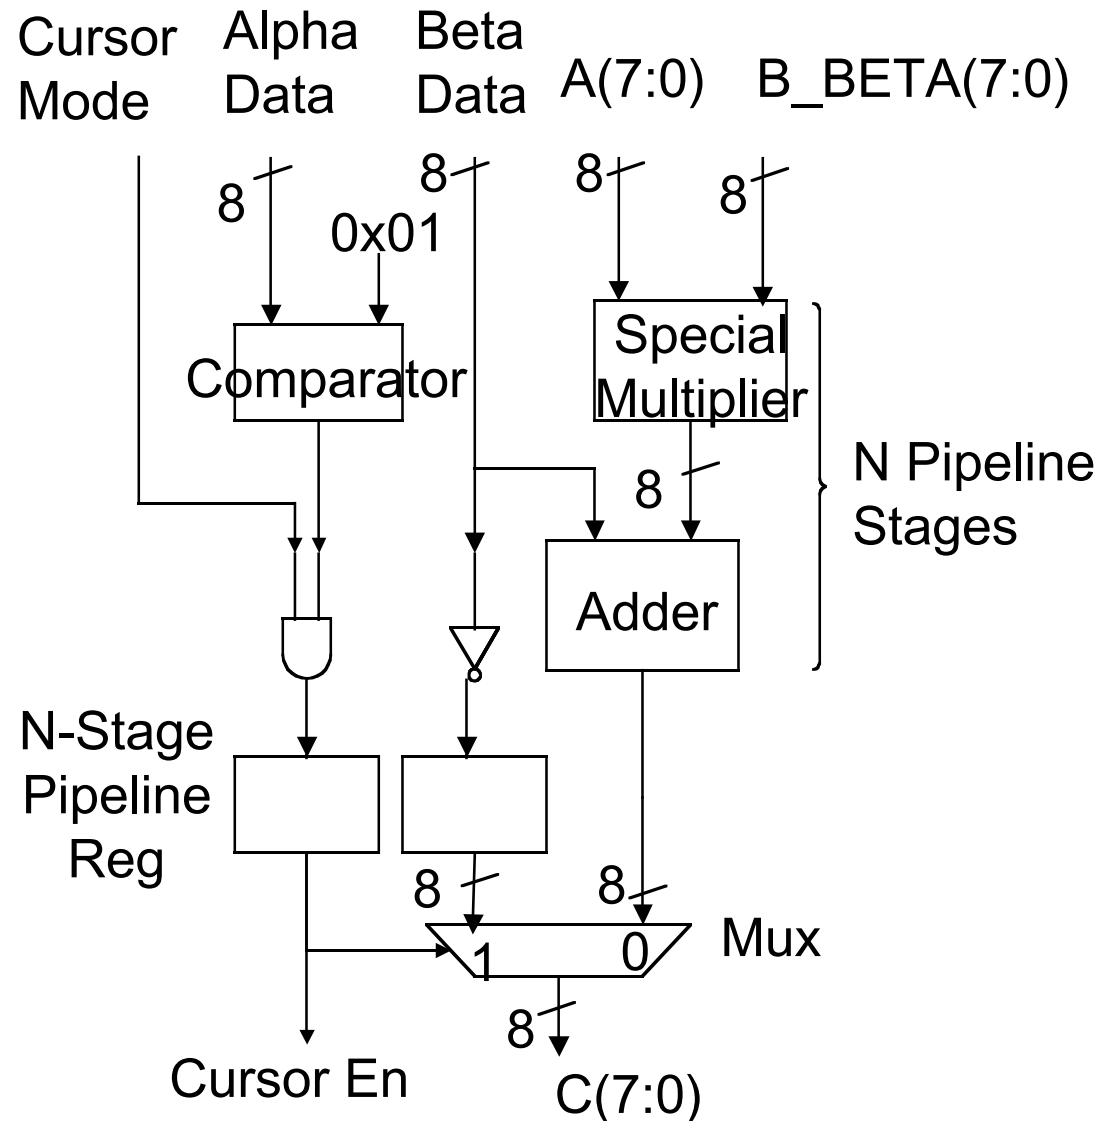 Cursor
Mode
Alpha
Data
Beta
Data
A(7:0)
B_BETA(7:0)
8
8
8
8
0x01
Comparator
Special
Multiplier
8
N Pipeline
Stages
Adder
N-Stage
Pipeline
Reg
8
8
1
0
Mux
8
Cursor En
C(7:0)